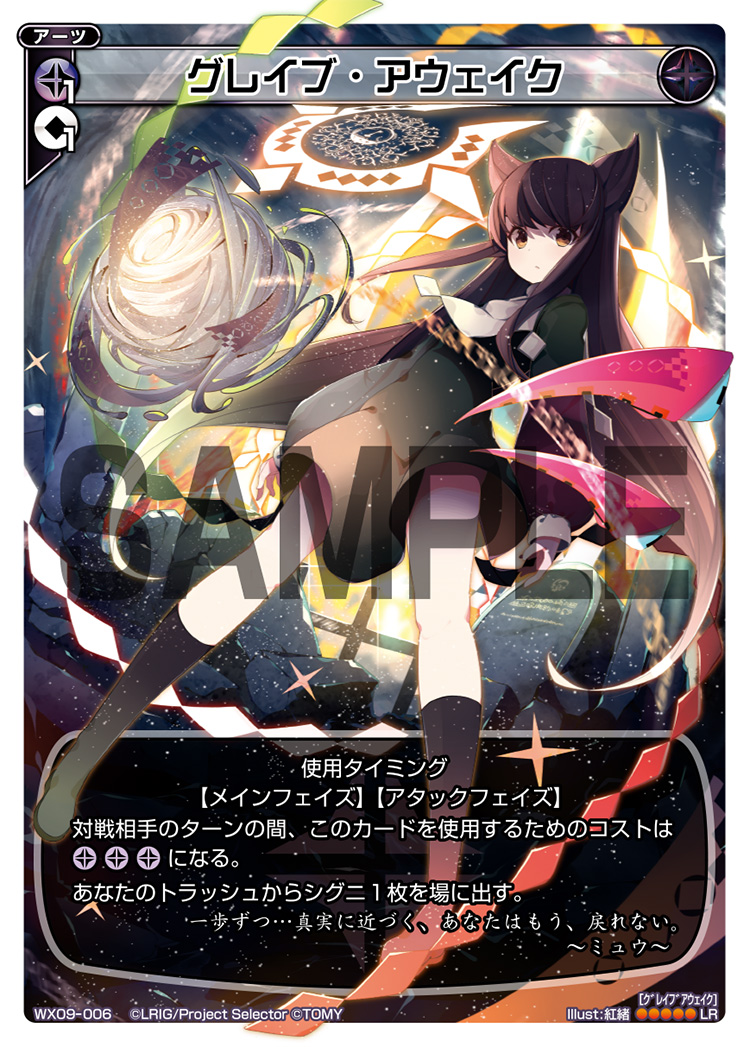 アーツ
グレイブ・アウェイク
1
1
SAMPLE
使用タイミング
【メインフェイズ】【アタックフェイズ】
対戦相手のターンの間、このカードを使用するためのコストは
になる。
あなたのトラッシュからシグニ1枚を場に出す。
一歩ずつ…真実に近づく、あなたはもう、戻れない。
～ミュウ～
[グレイブアウェイク]
WX09-006 ©LRIG/Project Selector ©TOMY Illust:紅緒 LR